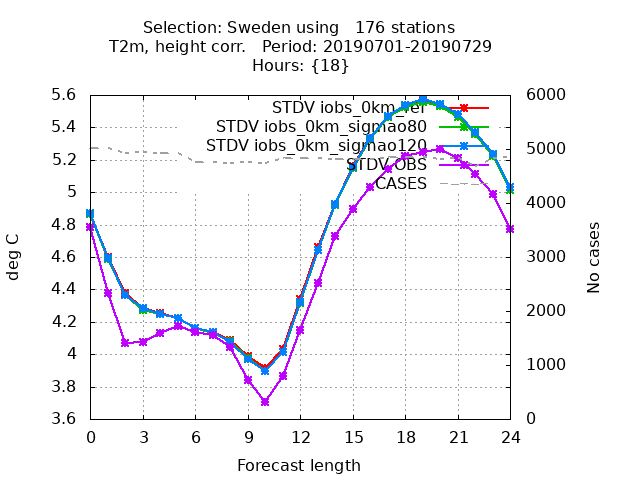 Selection: Sweden using   176 stations
T2m, height corr.   Period: 20190701-20190729
Hours: {18}
STDV iobs_0km_ref
STDV iobs_0km_sigmao80
STDV iobs_0km_sigmao120
STDV OBS
CASES
5.6
5.4
5.2
5
4.8
4.6
4.4
4.2
4
3.8
3.6
deg C
6000
5000
4000
3000
2000
1000
0
No cases
0 3 6 9 12 15 18 21 24
Forecast length